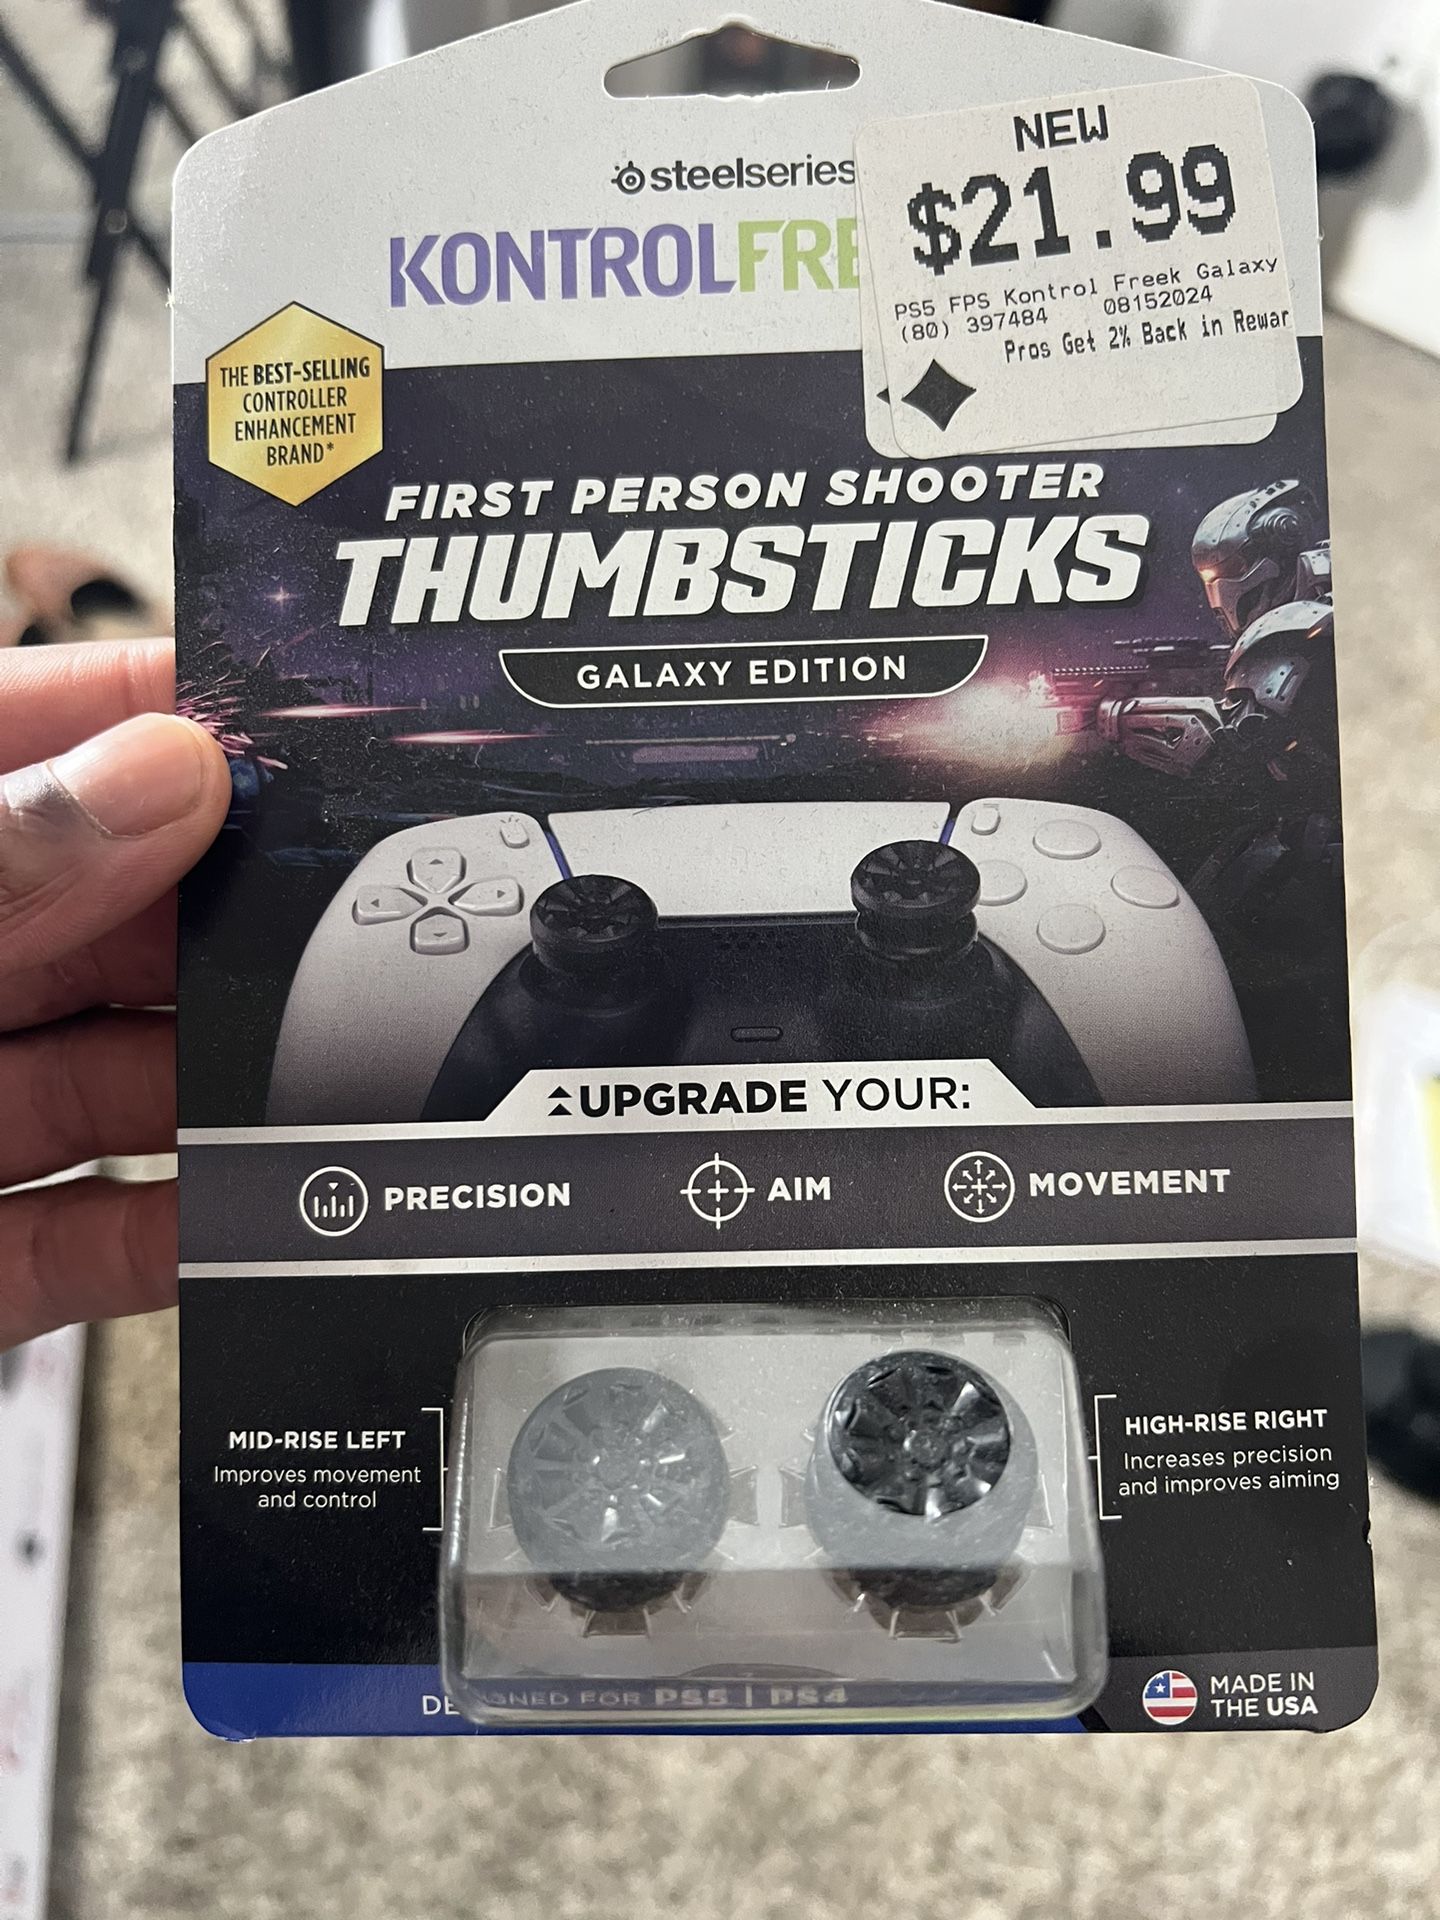 steelseries
KONTROLFRE
NEW
$21.99
PS5 FPS Kontrol Freek Galaxy
(80) 397484 08152024
Pros Get 2% Back in Rewar
THE BEST-SELLING
CONTROLLER
ENHANCEMENT
BRAND*
FIRST PERSON SHOOTER
THUMBSTICKS
GALAXY EDITION
UPGRADE YOUR:
PRECISION
AIM
MOVEMENT
MID-RISE LEFT
Improves movement
and control
HIGH-RISE RIGHT
Increases precision
and improves aiming
DESIGNED FOR PS5 | PS4
MADE IN
THE USA